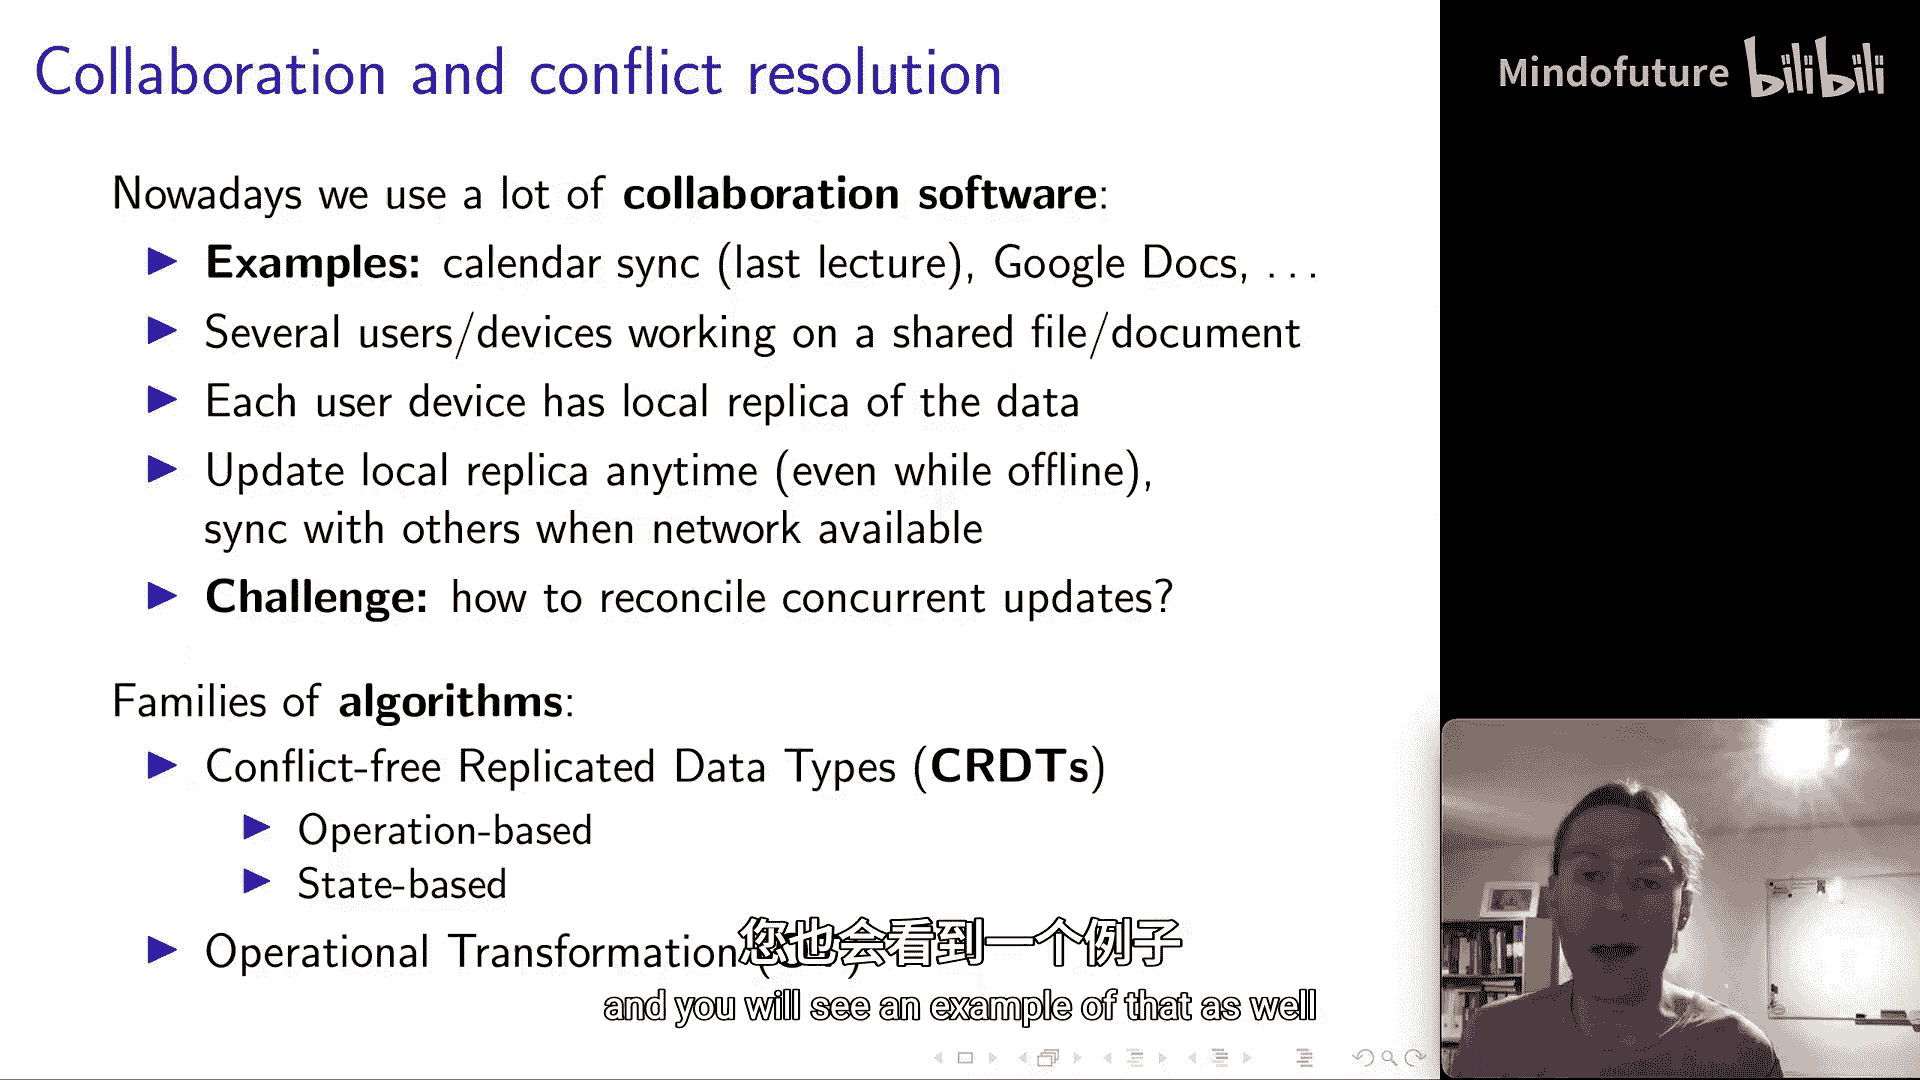 Collaboration and conflict resolution
Mindofuture bilibili
Nowadays we use a lot of collaboration software:
Examples: calendar sync (last lecture), Google Docs, ...
Several users/devices working on a shared file/document
Each user device has local replica of the data
Update local replica anytime (even while offline),
sync with others when network available
Challenge: how to reconcile concurrent updates?
Families of algorithms:
Conflict-free Replicated Data Types (CRDTs)
Operation-based
State-based
Operational Transformation
您也会看到一个例子
and you will see an example of that as well